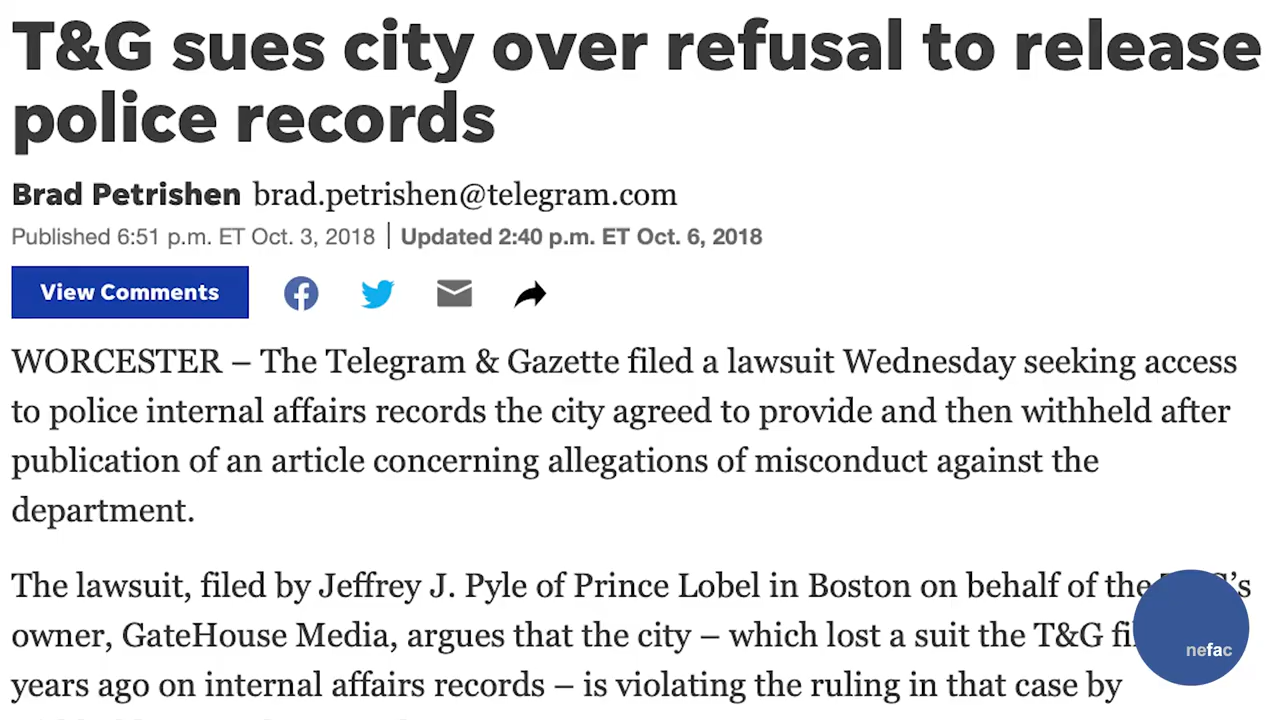 T&G sues city over refusal to release
police records
Brad Petrishen brad.petrishen@telegram.com
Published 6:51 p.m. ET Oct. 3, 2018 | Updated 2:40 p.m. ET Oct. 6, 2018
View Comments
WORCESTER – The Telegram & Gazette filed a lawsuit Wednesday seeking access
to police internal affairs records the city agreed to provide and then withheld after
publication of an article concerning allegations of misconduct against the
department.
The lawsuit, filed by Jeffrey J. Pyle of Prince Lobel in Boston on behalf of the
owner, GateHouse Media, argues that the city – which lost a suit the T&G
years ago on internal affairs records – is violating the ruling in that case by
nefac